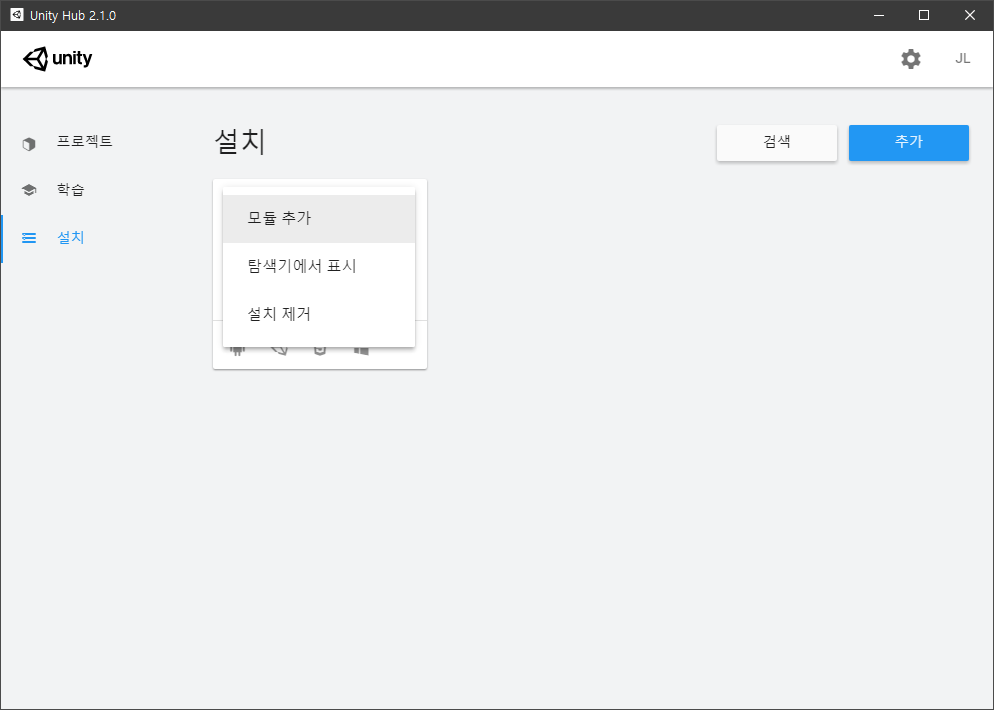 Unity Hub 2.1.0
unity
JL
프로젝트
학습
설치
설치
검색
추가
모듈 추가
탐색기에서 표시
설치 제거